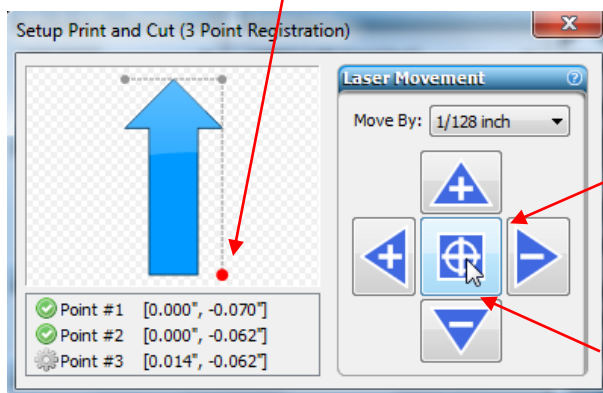 Setup Print and Cut (3 Point Registration)
Laser Movement
Move By: 1/128 inch
Point #1 [0.000", -0.070"]
Point #2 [0.000", -0.062"]
Point #3 [0.014", -0.062"]